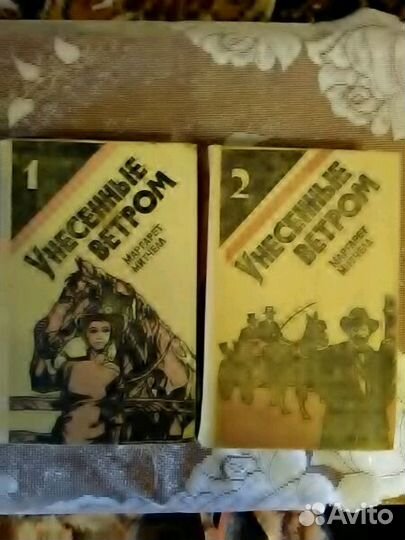 1
УНЕСЕННЫЕ
ВЕТРОМ
МАРГАРЕТ
МИТЧЕЛЛ
2
УНЕСЕННЫЕ
ВЕТРОМ
МАРГАРЕТ
МИТЧЕЛЛ
Avito